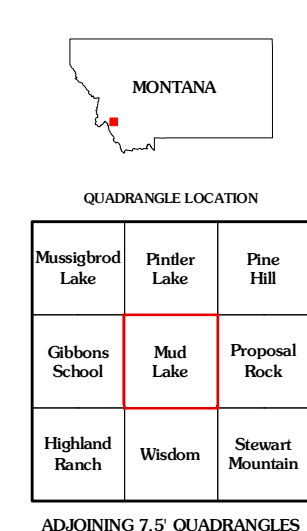 MONTANA
QUADRANGLE LOCATION
Mussigbrod
Lake
Pintler
Lake
Pine
Hill
Gibbons
School
Mud
Lake
Proposal
Rock
Highland
Ranch
Wisdom
Stewart
Mountain
ADJOINING 7.5' QUADRANGLES